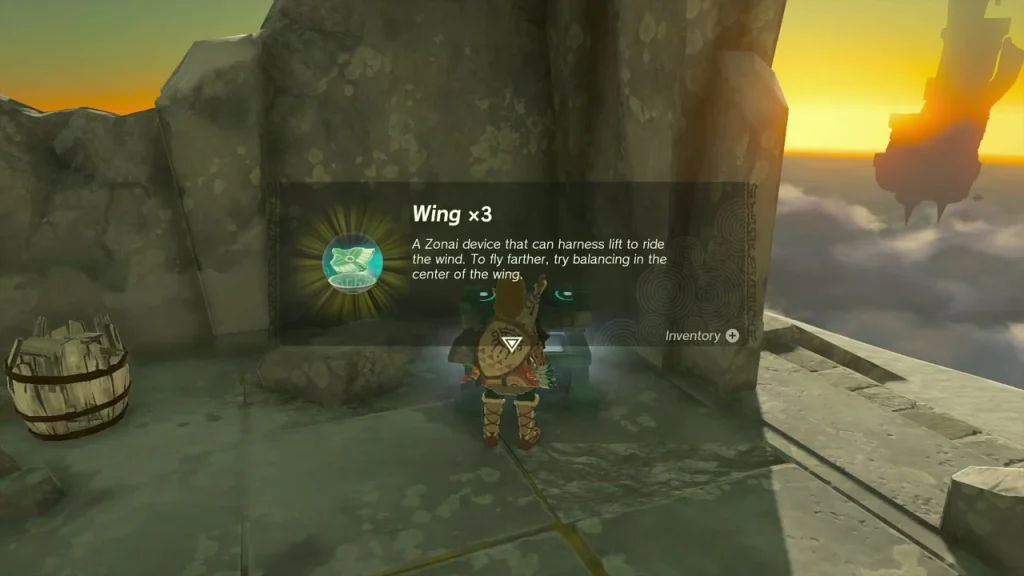 Wing ×3
A Zonai device that can harness lift to ride
the wind. To fly farther, try balancing in the
center of the wing.
Inventory